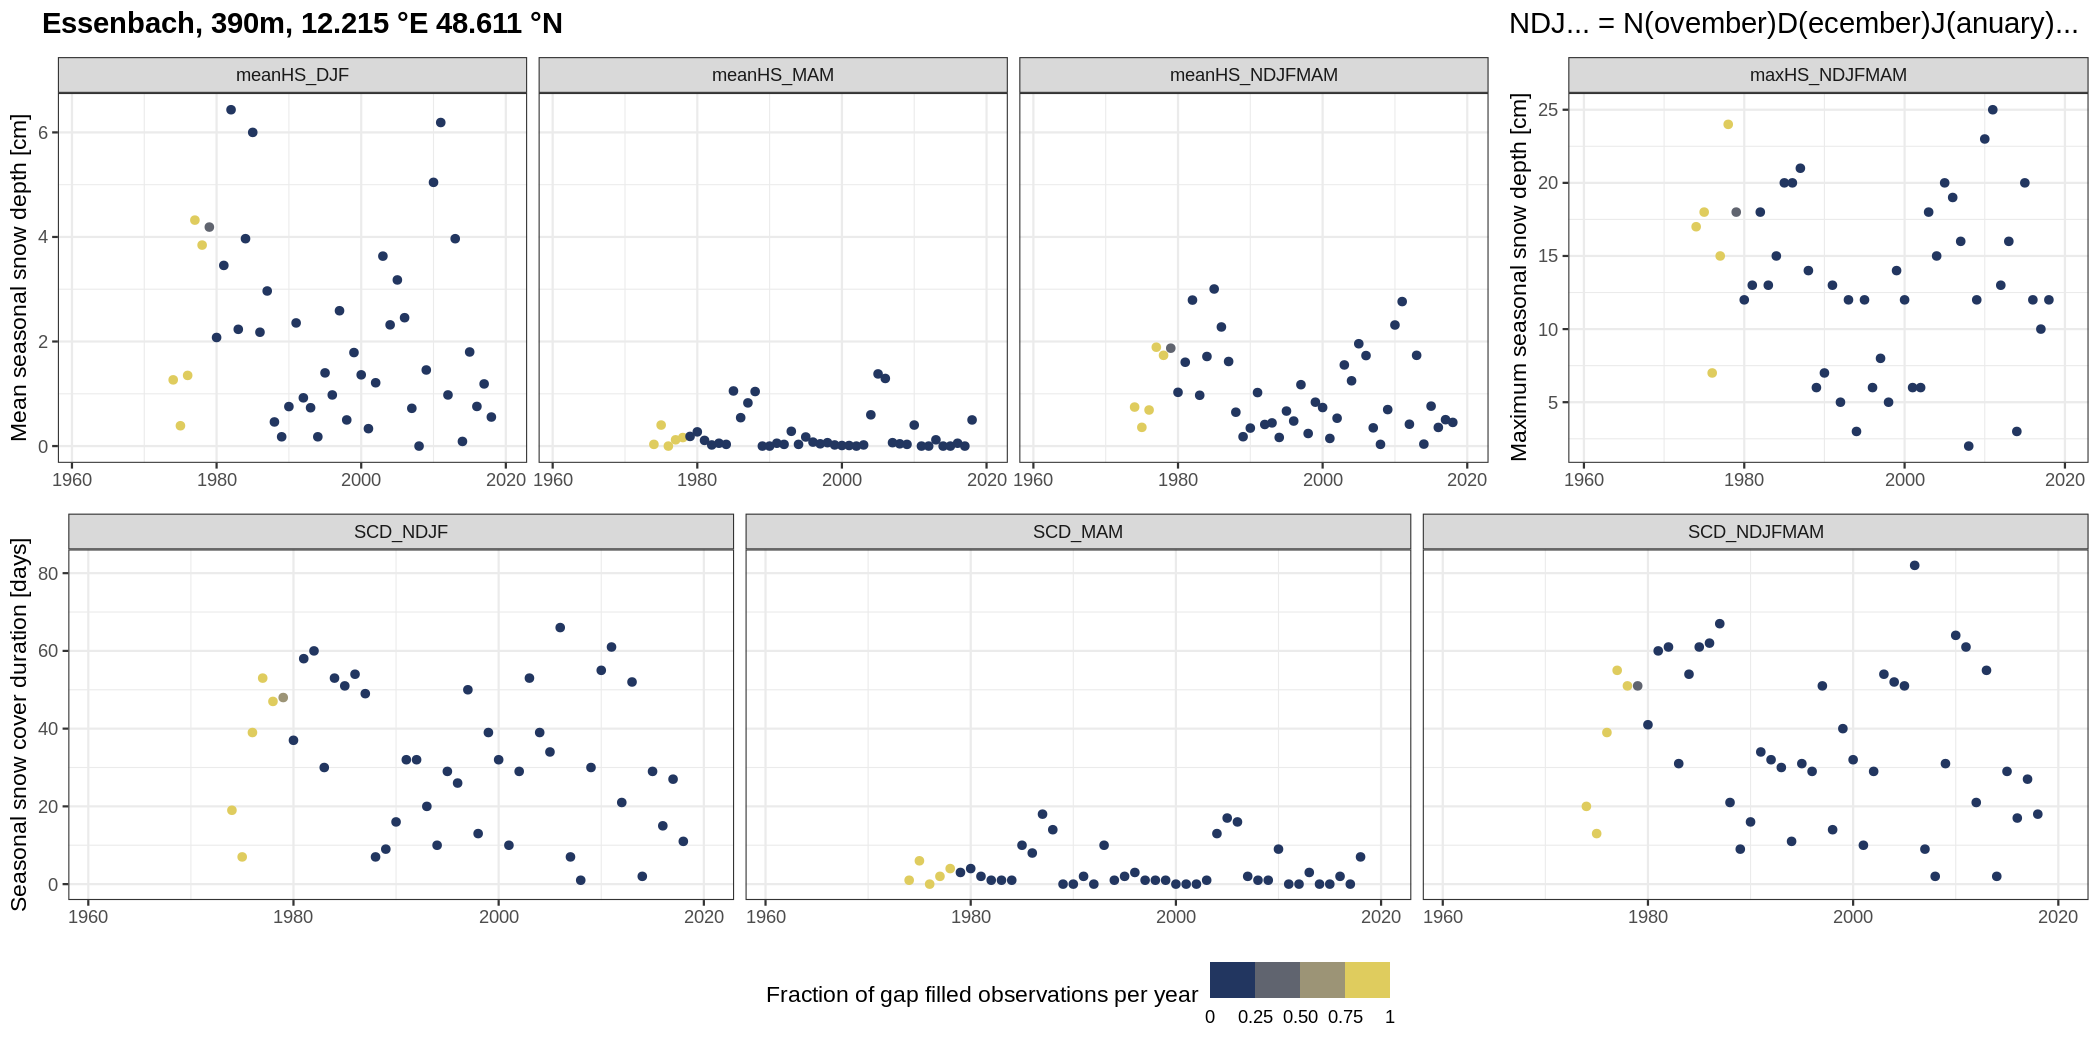 Essenbach, 390m, 12.215 °E 48.611 °N
NDJ... = N(ovember)D(ecember)J(anuary)...
meanHS_DJF
meanHS_MAM
meanHS_NDJFMAM
maxHS_NDJFMAM
Mean seasonal snow depth [cm]
6
4
2
0
1960 1980 2000 2020
1960 1980 2000 2020
1960 1980 2000 2020
Maximum seasonal snow depth [cm]
25
20
15
10
5
1960 1980 2000 2020
SCD_NDJF
SCD_MAM
SCD_NDJFMAM
Seasonal snow cover duration [days]
80
60
40
20
0
1960 1980 2000 2020
1960 1980 2000 2020
1960 1980 2000 2020
Fraction of gap filled observations per year
0 0.25 0.50 0.75 1